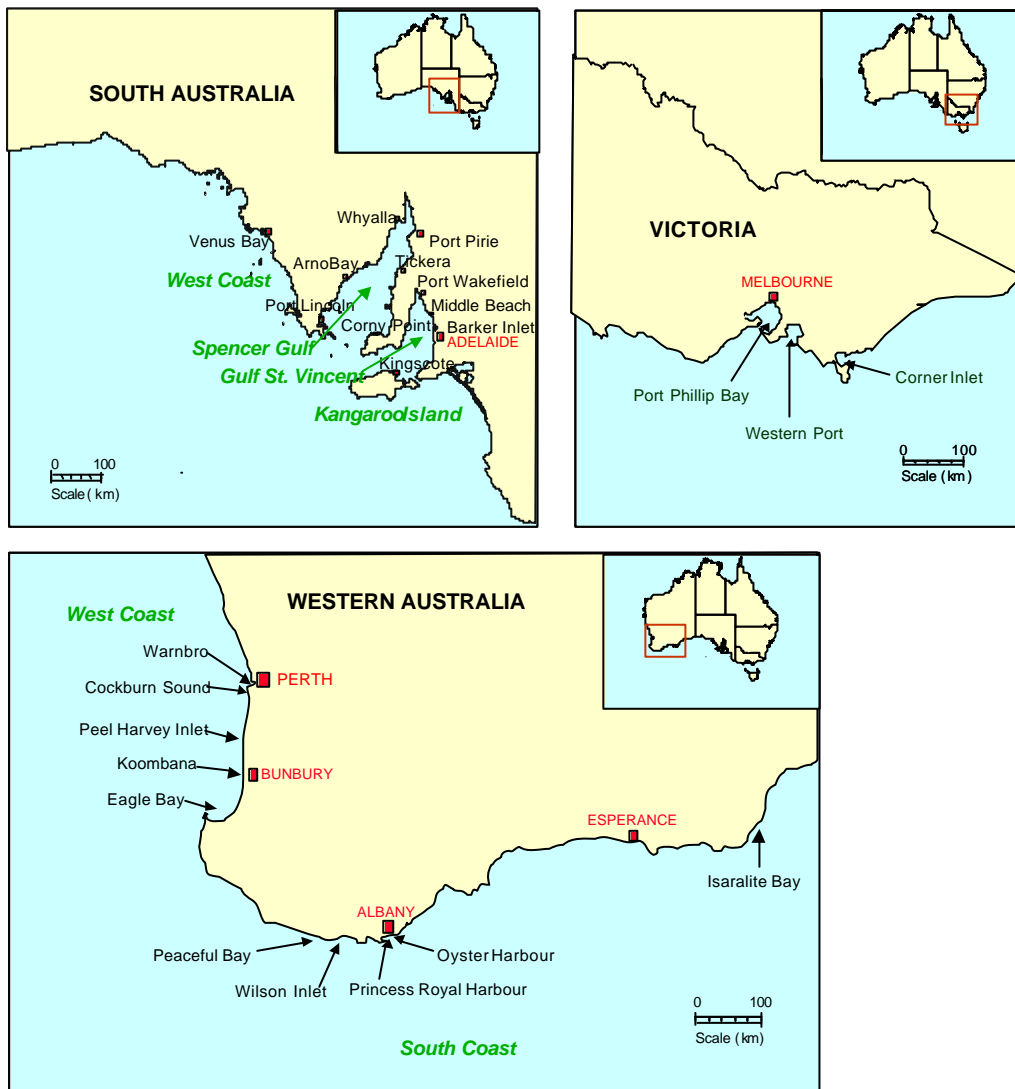 SOUTH AUSTRALIA
Whyalla
Venus Bay
Port Pirie
ArnoBay
Tickera
West Coast
Port Wakefield
Port Lincoln
Middle Beach
Corny Point
Barker Inlet
ADELAIDE
Spencer Gulf
Gulf St. Vincent
Kingscote
KangarooIsland
0 100
Scale ( km)
VICTORIA
MELBOURNE
Corner Inlet
Port Phillip Bay
Western Port
0 100
Scale ( km)
WESTERN AUSTRALIA
West Coast
Warnbro
PERTH
Cockburn Sound
Peel Harvey Inlet
Koombana
BUNBURY
Eagle Bay
ESPERANCE
Isaralite Bay
ALBANY
Peaceful Bay
Oyster Harbour
Wilson Inlet
Princess Royal Harbour
0 100
Scale ( km)
South Coast